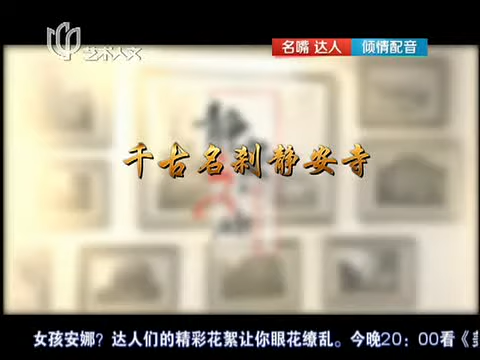 艺术人文
名嘴 达人 倾情配音
千古名刹静安寺
女孩安娜？达人们的精彩花絮让你眼花缭乱。今晚20：00看《